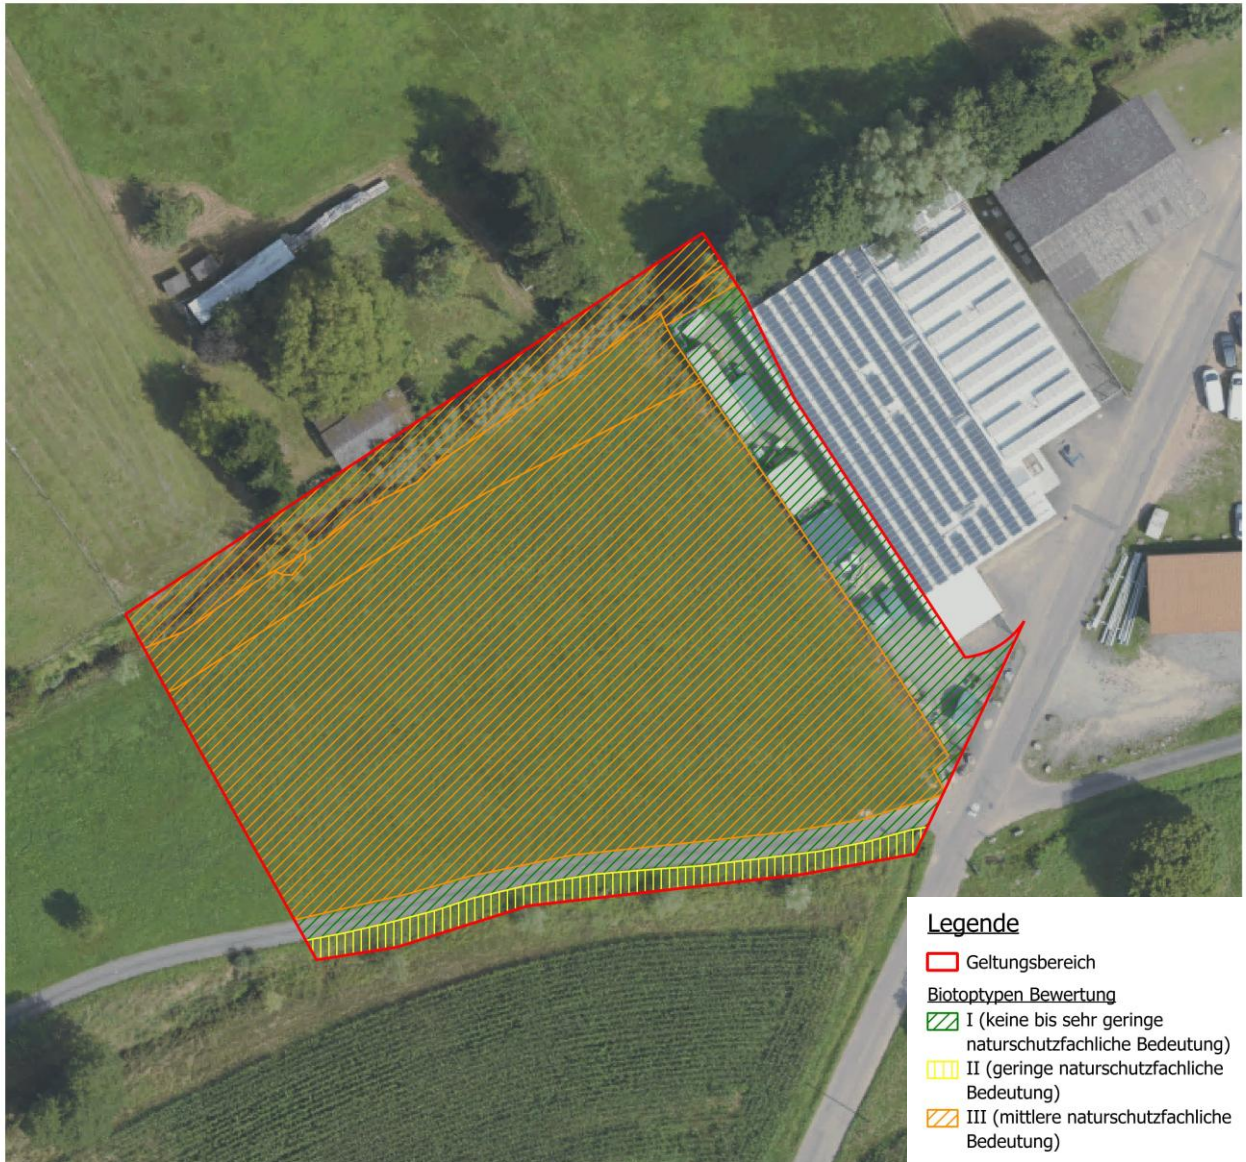 Legende
Geltungsbereich
Biotoptypen Bewertung
I (keine bis sehr geringe
naturschutzfachliche Bedeutung)
II (geringe naturschutzfachliche
Bedeutung)
III (mittlere naturschutzfachliche
Bedeutung)